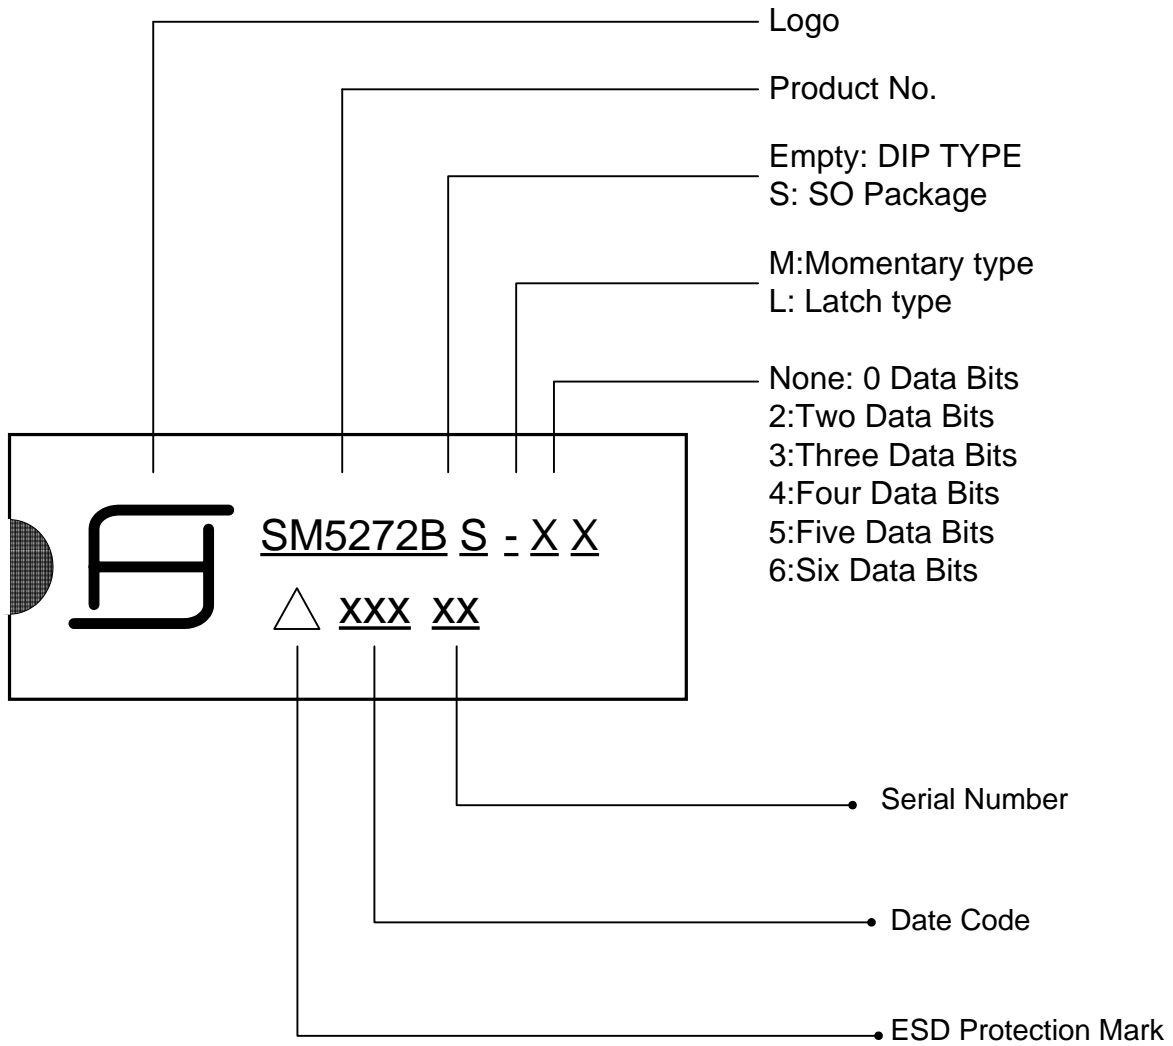 Logo
Product No.
Empty: DIP TYPE
S: SO Package
M:Momentary type
L: Latch type
None: 0 Data Bits
2:Two Data Bits
3:Three Data Bits
4:Four Data Bits
5:Five Data Bits
6:Six Data Bits
SM5272B S - X X
xxx xx
Serial Number
Date Code
ESD Protection Mark